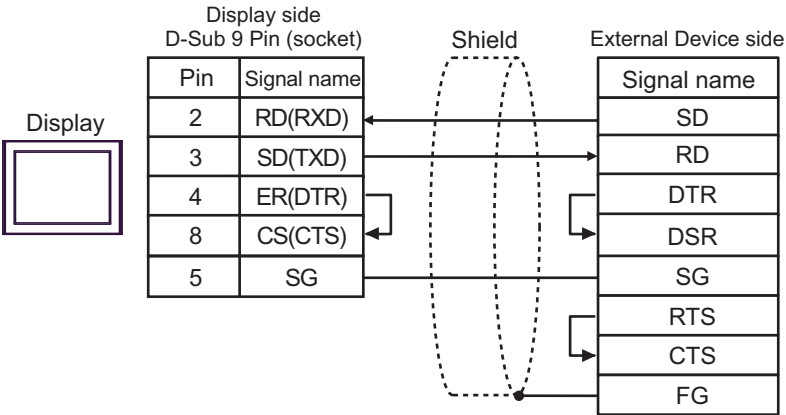 Display side
D-Sub 9 Pin (socket)
Shield
External Device side
Pin Signal name
Signal name
Display
2 RD(RXD)
SD
3 SD(TXD)
RD
4 ER(DTR)
DTR
8 CS(CTS)
DSR
5 SG
SG
RTS
CTS
FG